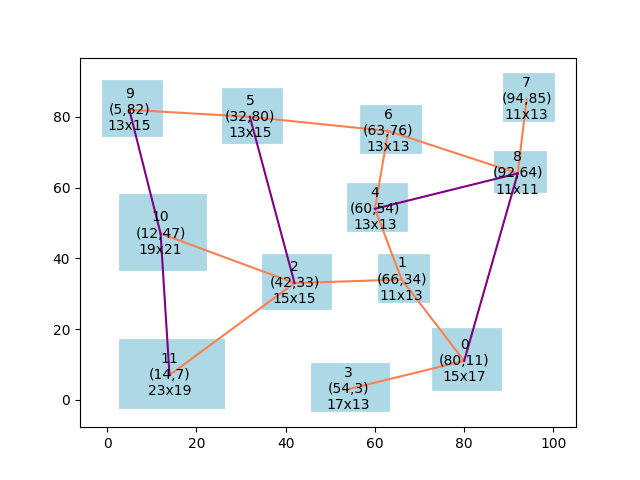 7
(94,85)
11x13
9
(5,82)
13x15
5
(32,80)
13x15
6
(63,76)
13x13
8
(92,64)
11x11
4
(60,54)
13x13
10
(12,47)
19x21
2
(42,33)
15x15
1
(66,34)
11x13
0
(80,11)
15x17
11
(14,7)
23x19
3
(54,3)
17x13
80
60
40
20
0
0 20 40 60 80 100